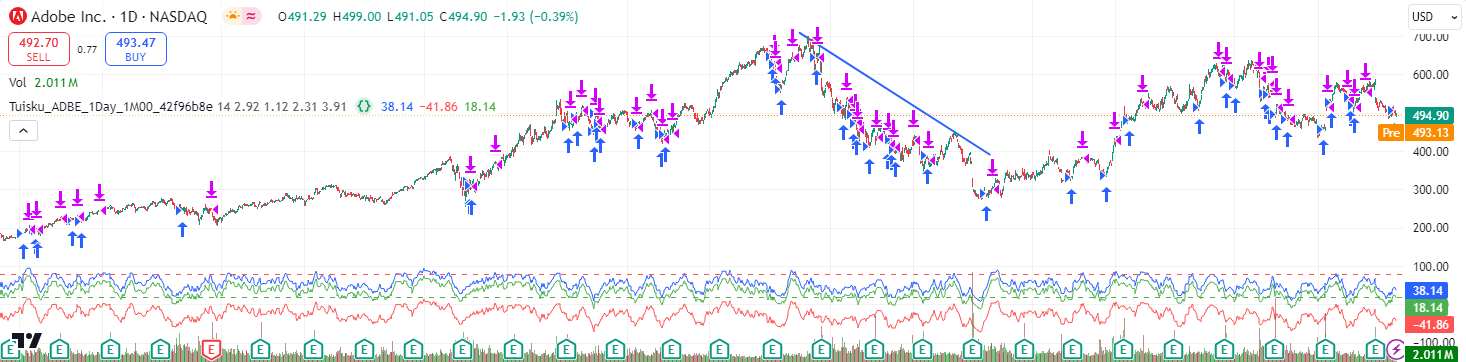 Adobe Inc. · 1D · NASDAQ O491.29 H499.00 L491.05 C494.90 −1.93 (−0.39%)
USD
492.70
SELL
0.77
493.47
BUY
Vol 2.011M
Tuisku_ADBE_1Day_1M00_42f96b8e 14 2.92 1.12 2.31 3.91 {} 38.14 −41.86 18.14
700.00
600.00
494.90
Pre 493.13
400.00
300.00
200.00
100.00
38.14
18.14
−41.86
−100.00
2.011M
E E E E E E E E E E E E E E E E E E E E E E E E E E E E